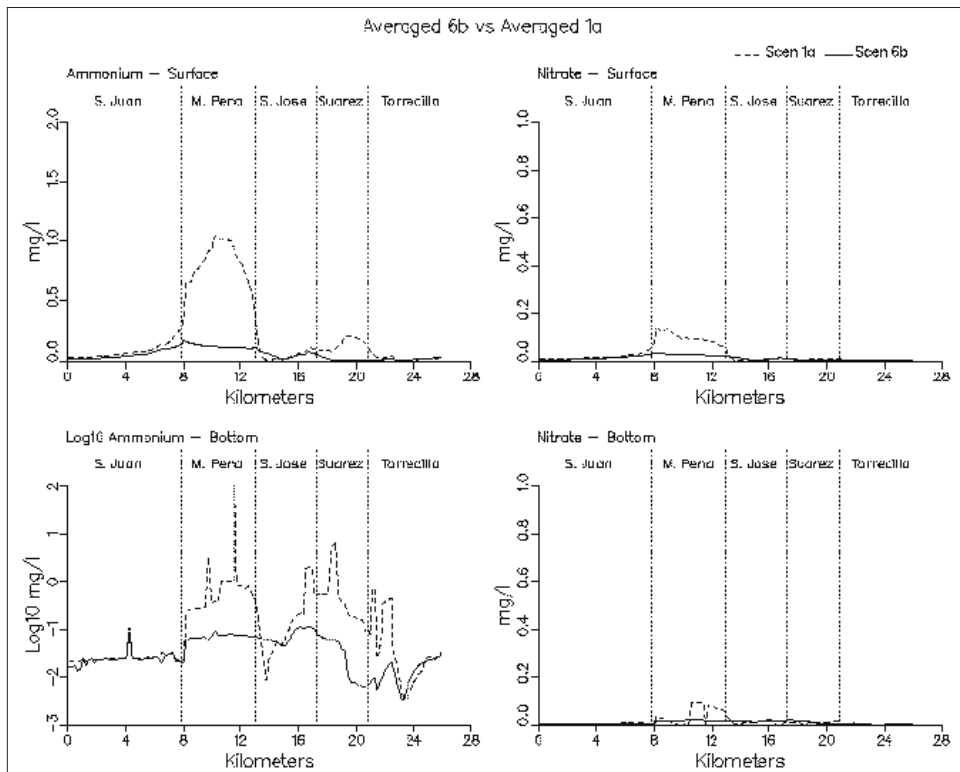 Averaged 6b vs Averaged 1a
Scen 1a Scen 6b
Ammonium – Surface
S. Juan M. Pena S. Jose Suarez Torrecilla
2.0
1.5
1.0
0.5
0.0
mg/l
0 4 8 12 16 20 24 28
Kilometers
Nitrate – Surface
S. Juan M. Pena S. Jose Suarez Torrecilla
1.0
0.8
0.6
0.4
0.2
0.0
mg/l
0 4 8 12 16 20 24 28
Kilometers
Log10 Ammonium – Bottom
S. Juan M. Pena S. Jose Suarez Torrecilla
2
1
0
-1
-2
-3
Log10 mg/l
0 4 8 12 16 20 24 28
Kilometers
Nitrate – Bottom
S. Juan M. Pena S. Jose Suarez Torrecilla
1.0
0.8
0.6
0.4
0.2
0.0
mg/l
0 4 8 12 16 20 24 28
Kilometers